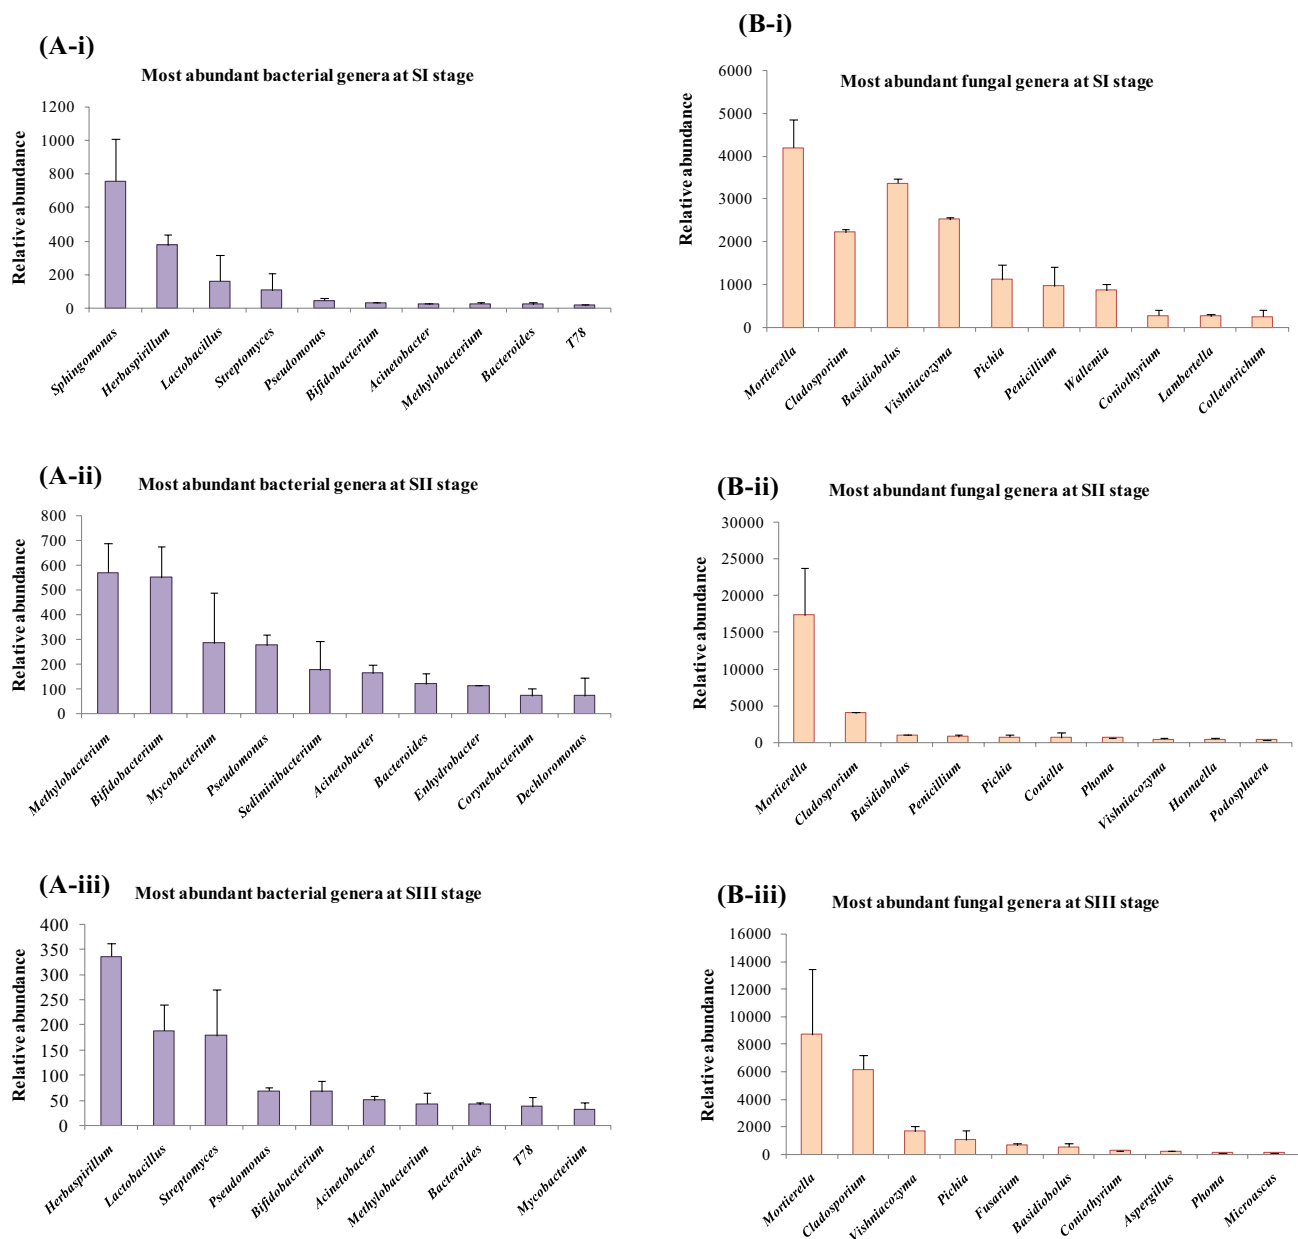 (A-i)
Most abundant bacterial genera at SI stage
Relative abundance
1200
1000
800
600
400
200
0
Sphingomonas
Herbaspirillum
Lactobacillus
Streptomyces
Pseudomonas
Bifidobacterium
Acinetobacter
Methylobacterium
Bacteroides
T78
(B-i)
Most abundant fungal genera at SI stage
Relative abundance
6000
5000
4000
3000
2000
1000
0
Mortierella
Cladosporium
Basidiobolus
Vishniacozyma
Pichia
Penicillium
Wallemia
Coniothyrium
Lambertella
Colletotrichum
(A-ii)
Most abundant bacterial genera at SII stage
Relative abundance
800
700
600
500
400
300
200
100
0
Methylobacterium
Bifidobacterium
Mycobacterium
Pseudomonas
Sediminibacterium
Acinetobacter
Bacteroides
Enhydrobacter
Corynebacterium
Dechloromonas
(B-ii)
Most abundant fungal genera at SII stage
Relative abundance
30000
25000
20000
15000
10000
5000
0
Mortierella
Cladosporium
Basidiobolus
Penicillium
Pichia
Coniella
Phoma
Vishniacozyma
Hannaella
Podosphaera
(A-iii)
Most abundant bacterial genera at SIII stage
Relative abundance
400
350
300
250
200
150
100
50
0
Herbaspirillum
Lactobacillus
Streptomyces
Pseudomonas
Bifidobacterium
Acinetobacter
Methylobacterium
Bacteroides
T78
Mycobacterium
(B-iii)
Most abundant fungal genera at SIII stage
Relative abundance
16000
14000
12000
10000
8000
6000
4000
2000
0
Mortierella
Cladosporium
Vishniacozyma
Pichia
Fusarium
Basidiobolus
Coniothyrium
Aspergillus
Phoma
Microascus